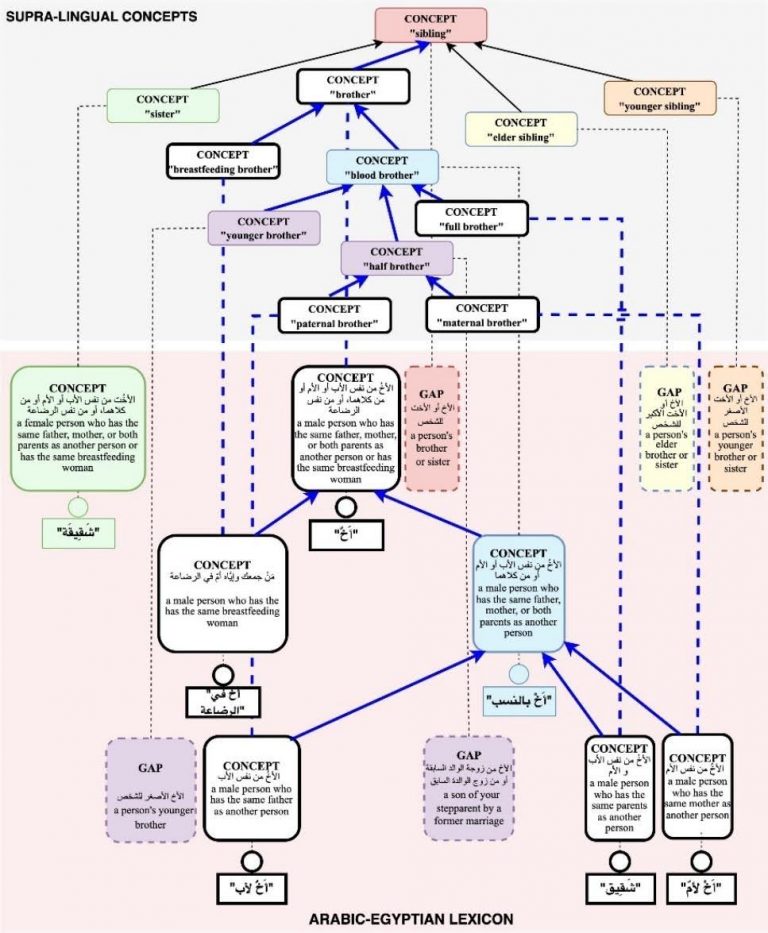 SUPRA-LINGUAL CONCEPTS
CONCEPT
"sibling"
CONCEPT
"brother"
CONCEPT
"sister"
CONCEPT
"elder sibling"
CONCEPT
"younger sibling"
CONCEPT
"breastfeeding brother"
CONCEPT
"blood brother"
CONCEPT
"younger brother"
CONCEPT
"full brother"
CONCEPT
"half brother"
CONCEPT
"paternal brother"
CONCEPT
"maternal brother"
CONCEPT
الأخْت من نفس الأب أو الأم أو من
كلاهما، أو من نفس الرضاعة
a female person who has the
same father, mother, or both
parents as another person or
has the same breastfeeding
woman
"شَقِيقَة"
CONCEPT
الأخُ من نفس الأب أو الأم أو
من كلاهما، أو من نفس
الرضاعة
a male person who has
the same father, mother,
or both parents as
another person or has the
same breastfeeding
woman
"أخٌ"
GAP
الأخ أو الأخت
للشخص
a person's
brother
or sister
GAP
الأخ أو
الأخت الأكبر
للشخص
a person's
elder
brother or
sister
GAP
الأخ أو الأخت
الأصغر
للشخص
a person's
younger
brother or
sister
CONCEPT
مَنْ جمعك وإيَّاه أمّ في الرضاعة
a male person who has the
has the same breastfeeding
woman
"أخٌ في
الرضاعة"
CONCEPT
الأخُ من نفس الأب أو الأم
أو من كلاهما
a male person who
has the same father,
mother, or both
parents as another
person
"أخٌ بالنسب"
GAP
الأخ الأصغر للشخص
a person's younger
brother
CONCEPT
الأخُ من نفس الأب
a male person who
has the same father
as another person
"أخٌ لأب"
GAP
الأخ من زوجة الوالد السابقة
أو من زوج الوالدة السابق
a son of your
stepparent by a
former marriage
CONCEPT
الأخُ من نفس الأب
و الأم
a male person
who has the
same parents
as another
person
"شَقِيق"
CONCEPT
الأخُ من نفس الأم
a male person
who has the
same mother as
another person
"أخٌ لأمّ"
ARABIC-EGYPTIAN LEXICON